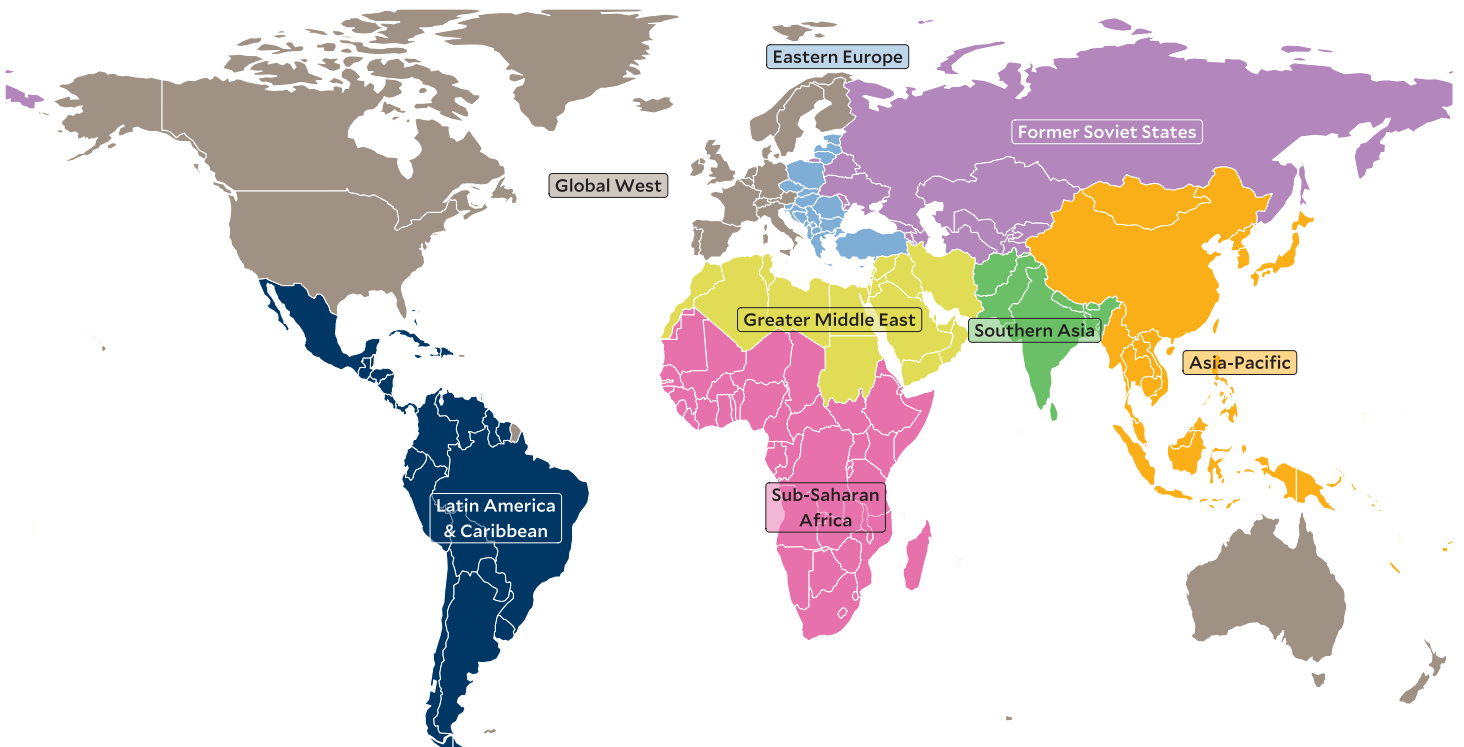 Eastern Europe
Former Soviet States
Global West
Greater Middle East
Southern Asia
Asia-Pacific
Latin America
& Caribbean
Sub-Saharan
Africa